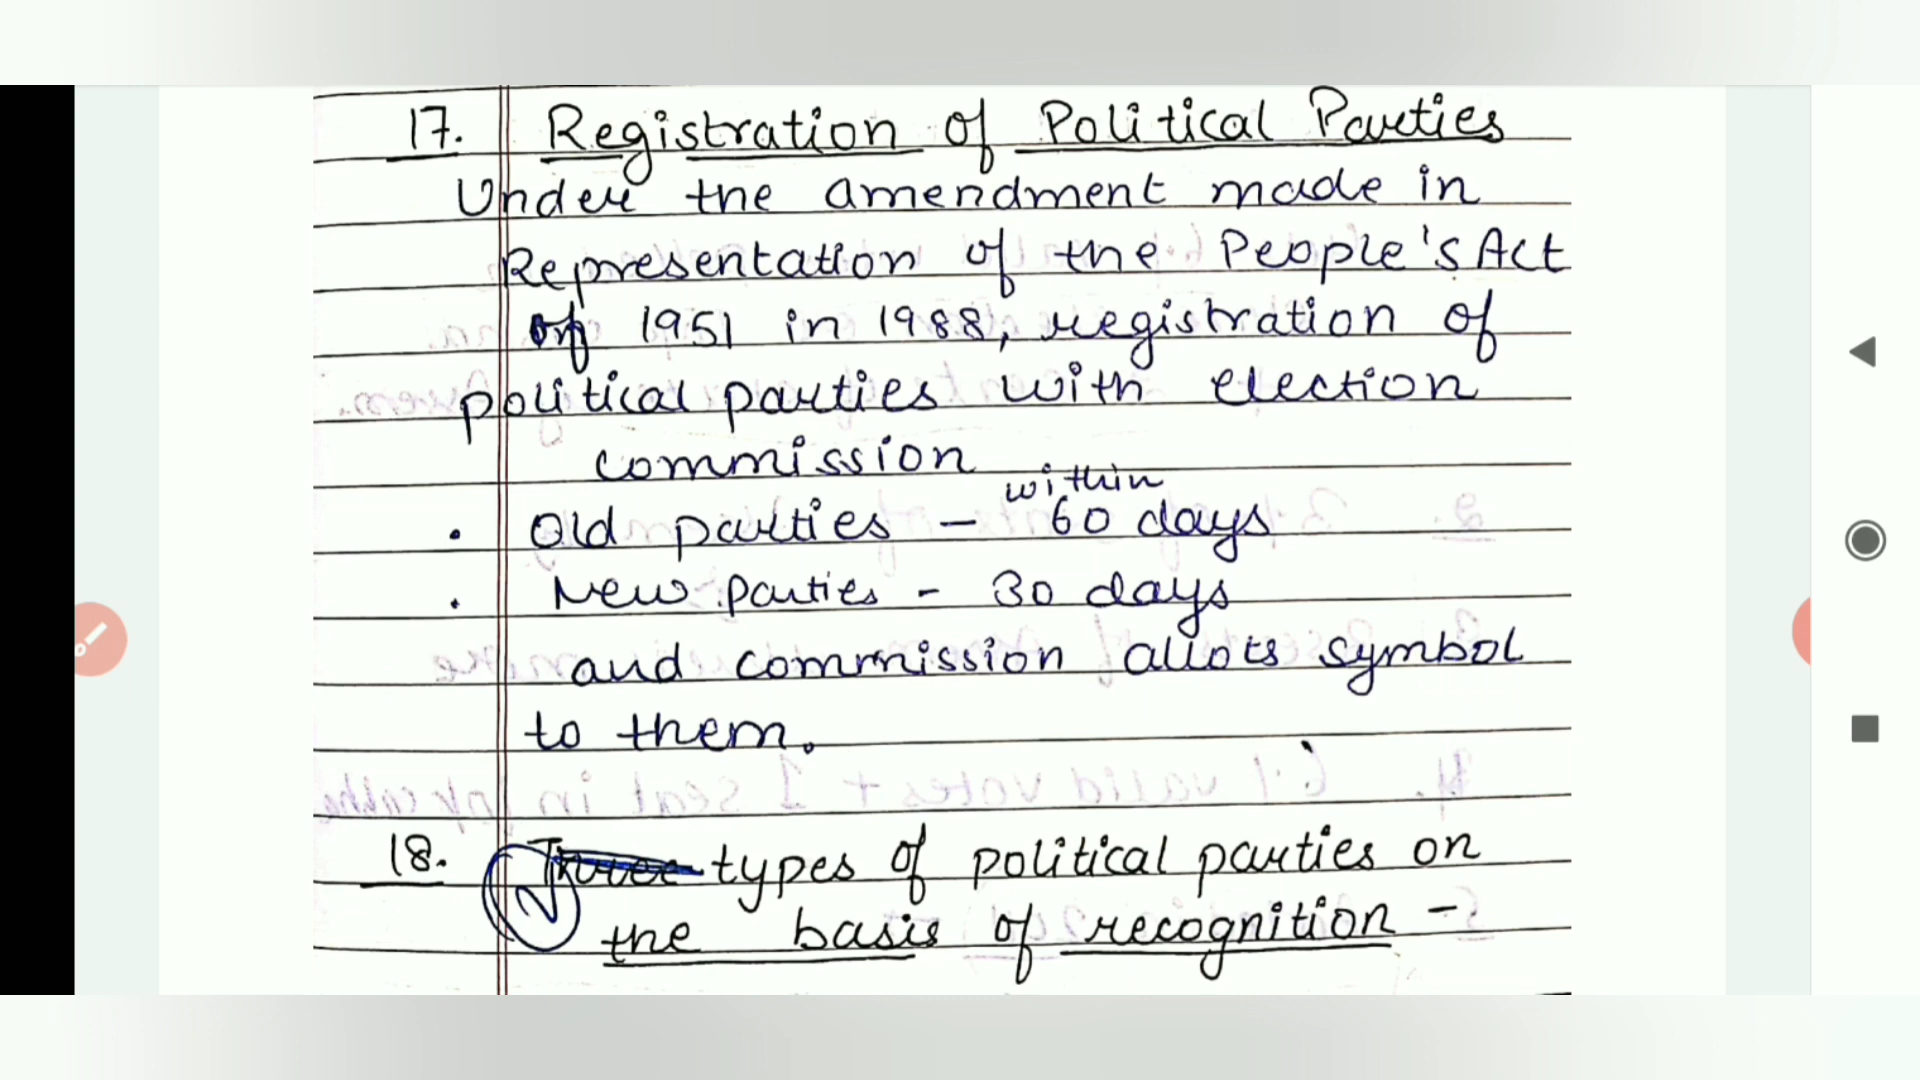 17. Registration of Political Parties
Under the amendment made in
Representation of the People's Act
of 1951 in 1988, registration of
political parties with election
commission
within
. Old parties - 60 days
. New parties - 30 days
and commission allots symbol
to them.
18. Three types of political parties on
the basis of recognition -